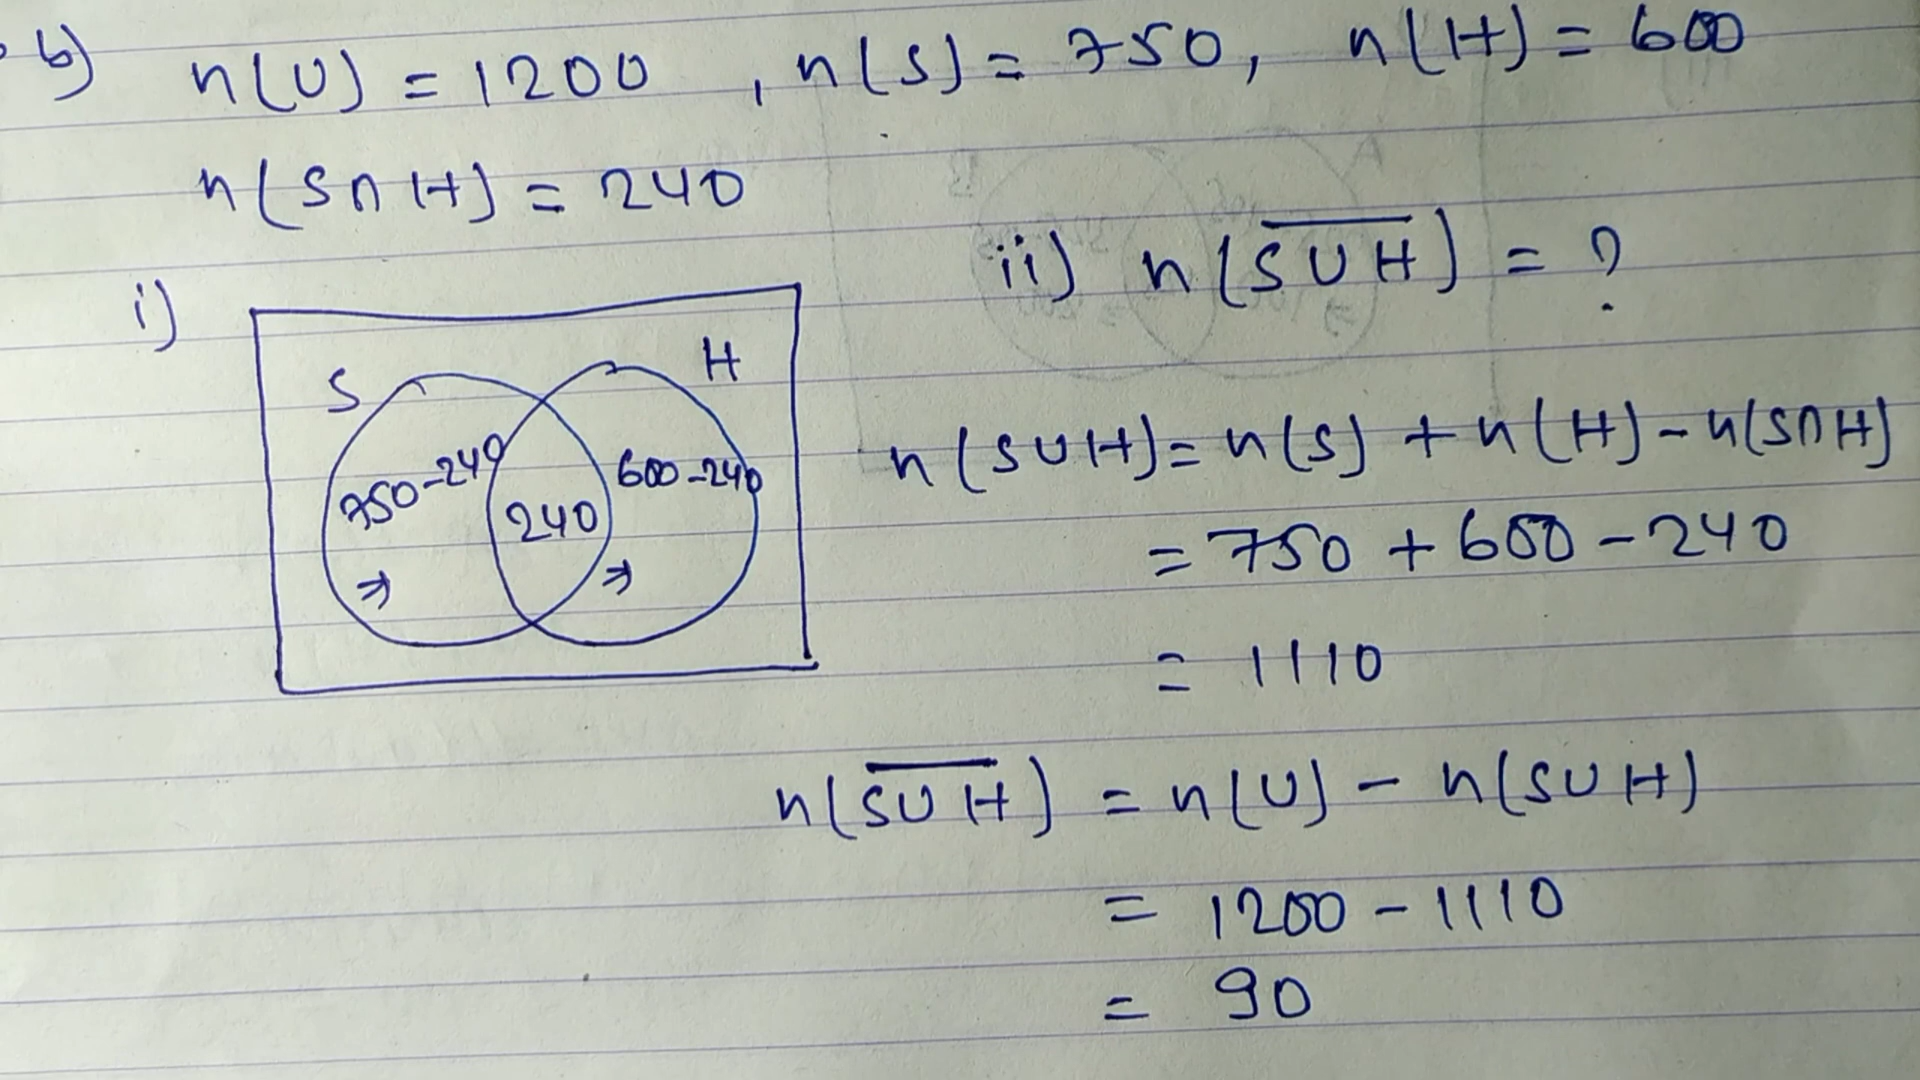 b) n(U) = 1200 , n(S) = 750, n(H) = 600
n(S∩H) = 240
i)
S H
750-240 240 600-240
⇒ ⇒
ii) n(S̅∪̅H̅) = ?
n(S∪H) = n(S) + n(H) - n(S∩H)
= 750 + 600 - 240
= 1110
n(S̅∪̅H̅) = n(U) - n(S∪H)
= 1200 - 1110
= 90